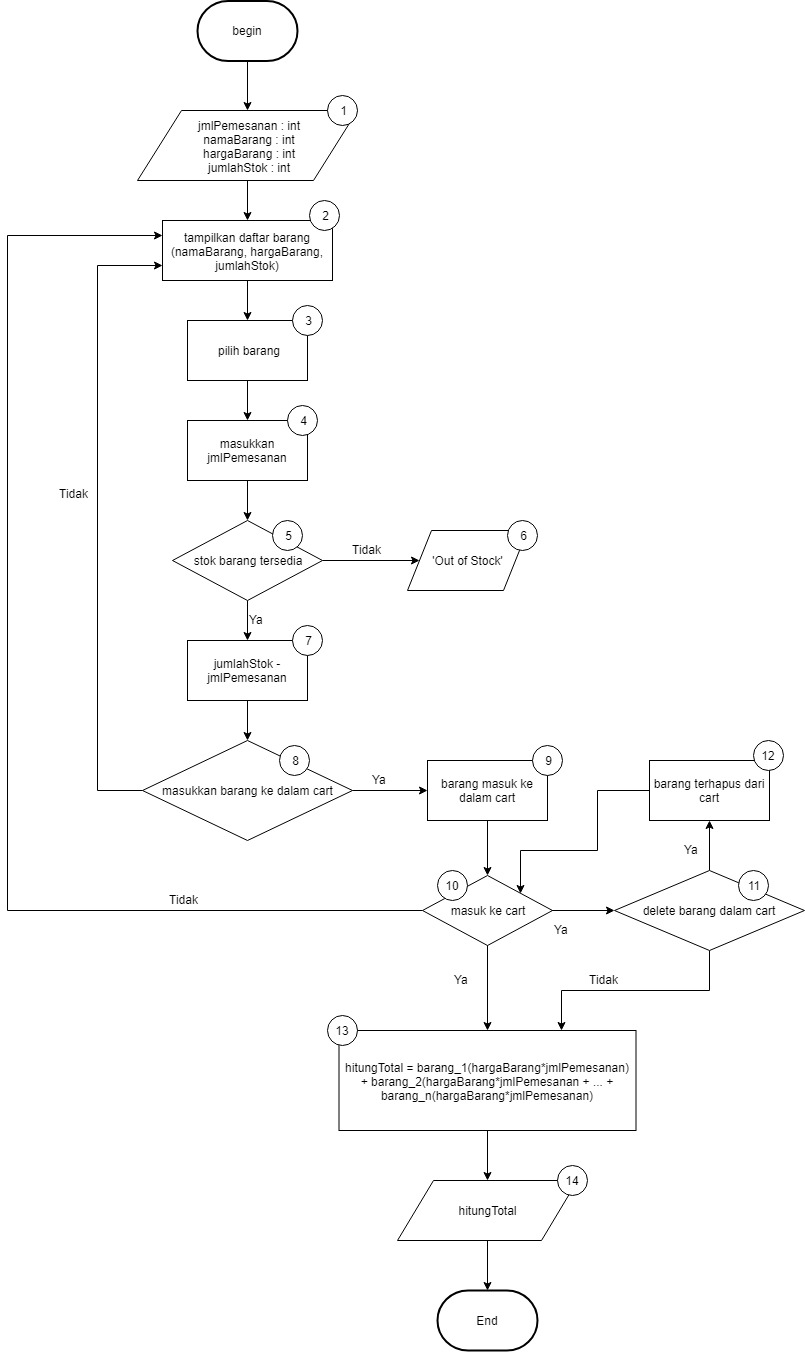 begin
1
jmlPemesanan : int
namaBarang : int
hargaBarang : int
jumlahStok : int
2
tampilkan daftar barang
(namaBarang, hargaBarang,
jumlahStok)
3
pilih barang
4
masukkan
jmlPemesanan
Tidak
5
stok barang tersedia
Tidak
6
'Out of Stock'
Ya
7
jumlahStok -
jmlPemesanan
8
masukkan barang ke dalam cart
Ya
9
barang masuk ke
dalam cart
12
barang terhapus dari
cart
Ya
Tidak
10
masuk ke cart
Ya
11
delete barang dalam cart
Ya
Tidak
13
hitungTotal = barang_1(hargaBarang*jmlPemesanan)
+ barang_2(hargaBarang*jmlPemesanan + ... +
barang_n(hargaBarang*jmlPemesanan)
14
hitungTotal
End